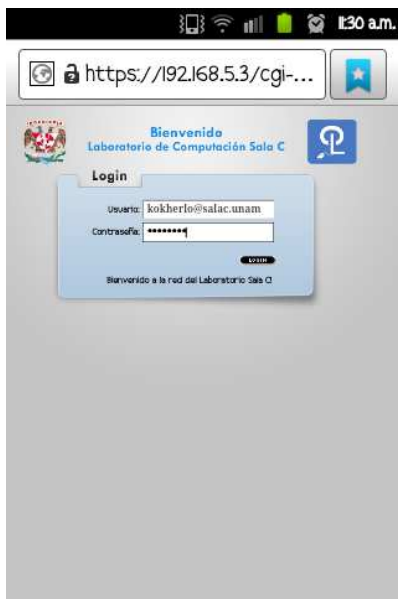 11:30 a.m.
https://192.168.5.3/cgi-...
INGENIERIA
Bienvenido
Laboratorio de Computación Sala C
Login
Usuario: kokherlo@salac.unam
Contraseña: ••••••••
LOGIN
Bienvenido a la red del Laboratorio Sala C!